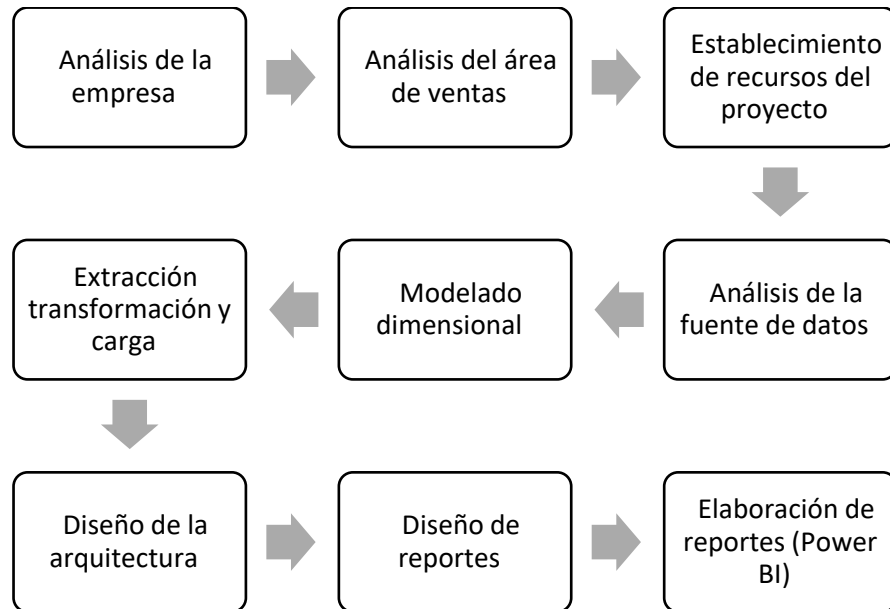 Análisis de la
empresa
Análisis del área
de ventas
Establecimiento
de recursos del
proyecto
Análisis de la
fuente de datos
Modelado
dimensional
Extracción
transformación y
carga
Diseño de la
arquitectura
Diseño de
reportes
Elaboración de
reportes (Power
BI)